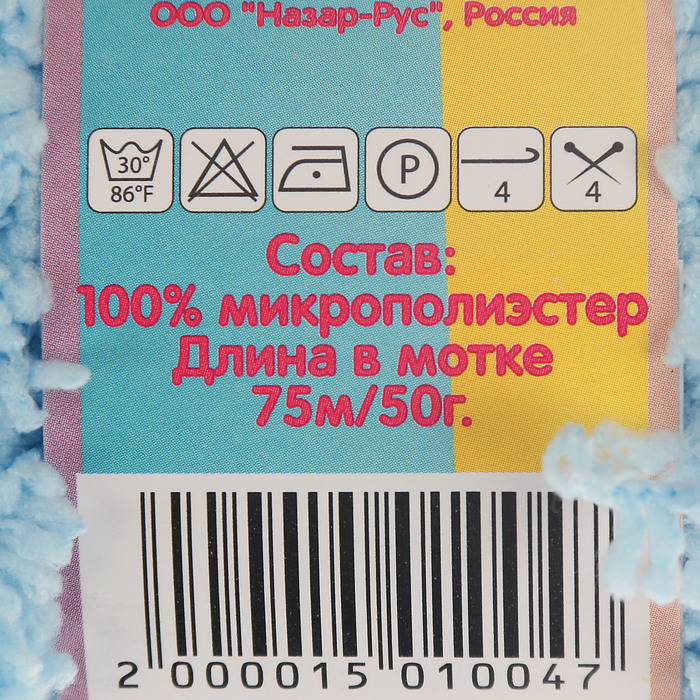 ООО "Назар-Рус", Россия
30°
86°F
P
4
4
Состав:
100% микрополиэстер
Длина в мотке
75м/50г.
2 000015 010047